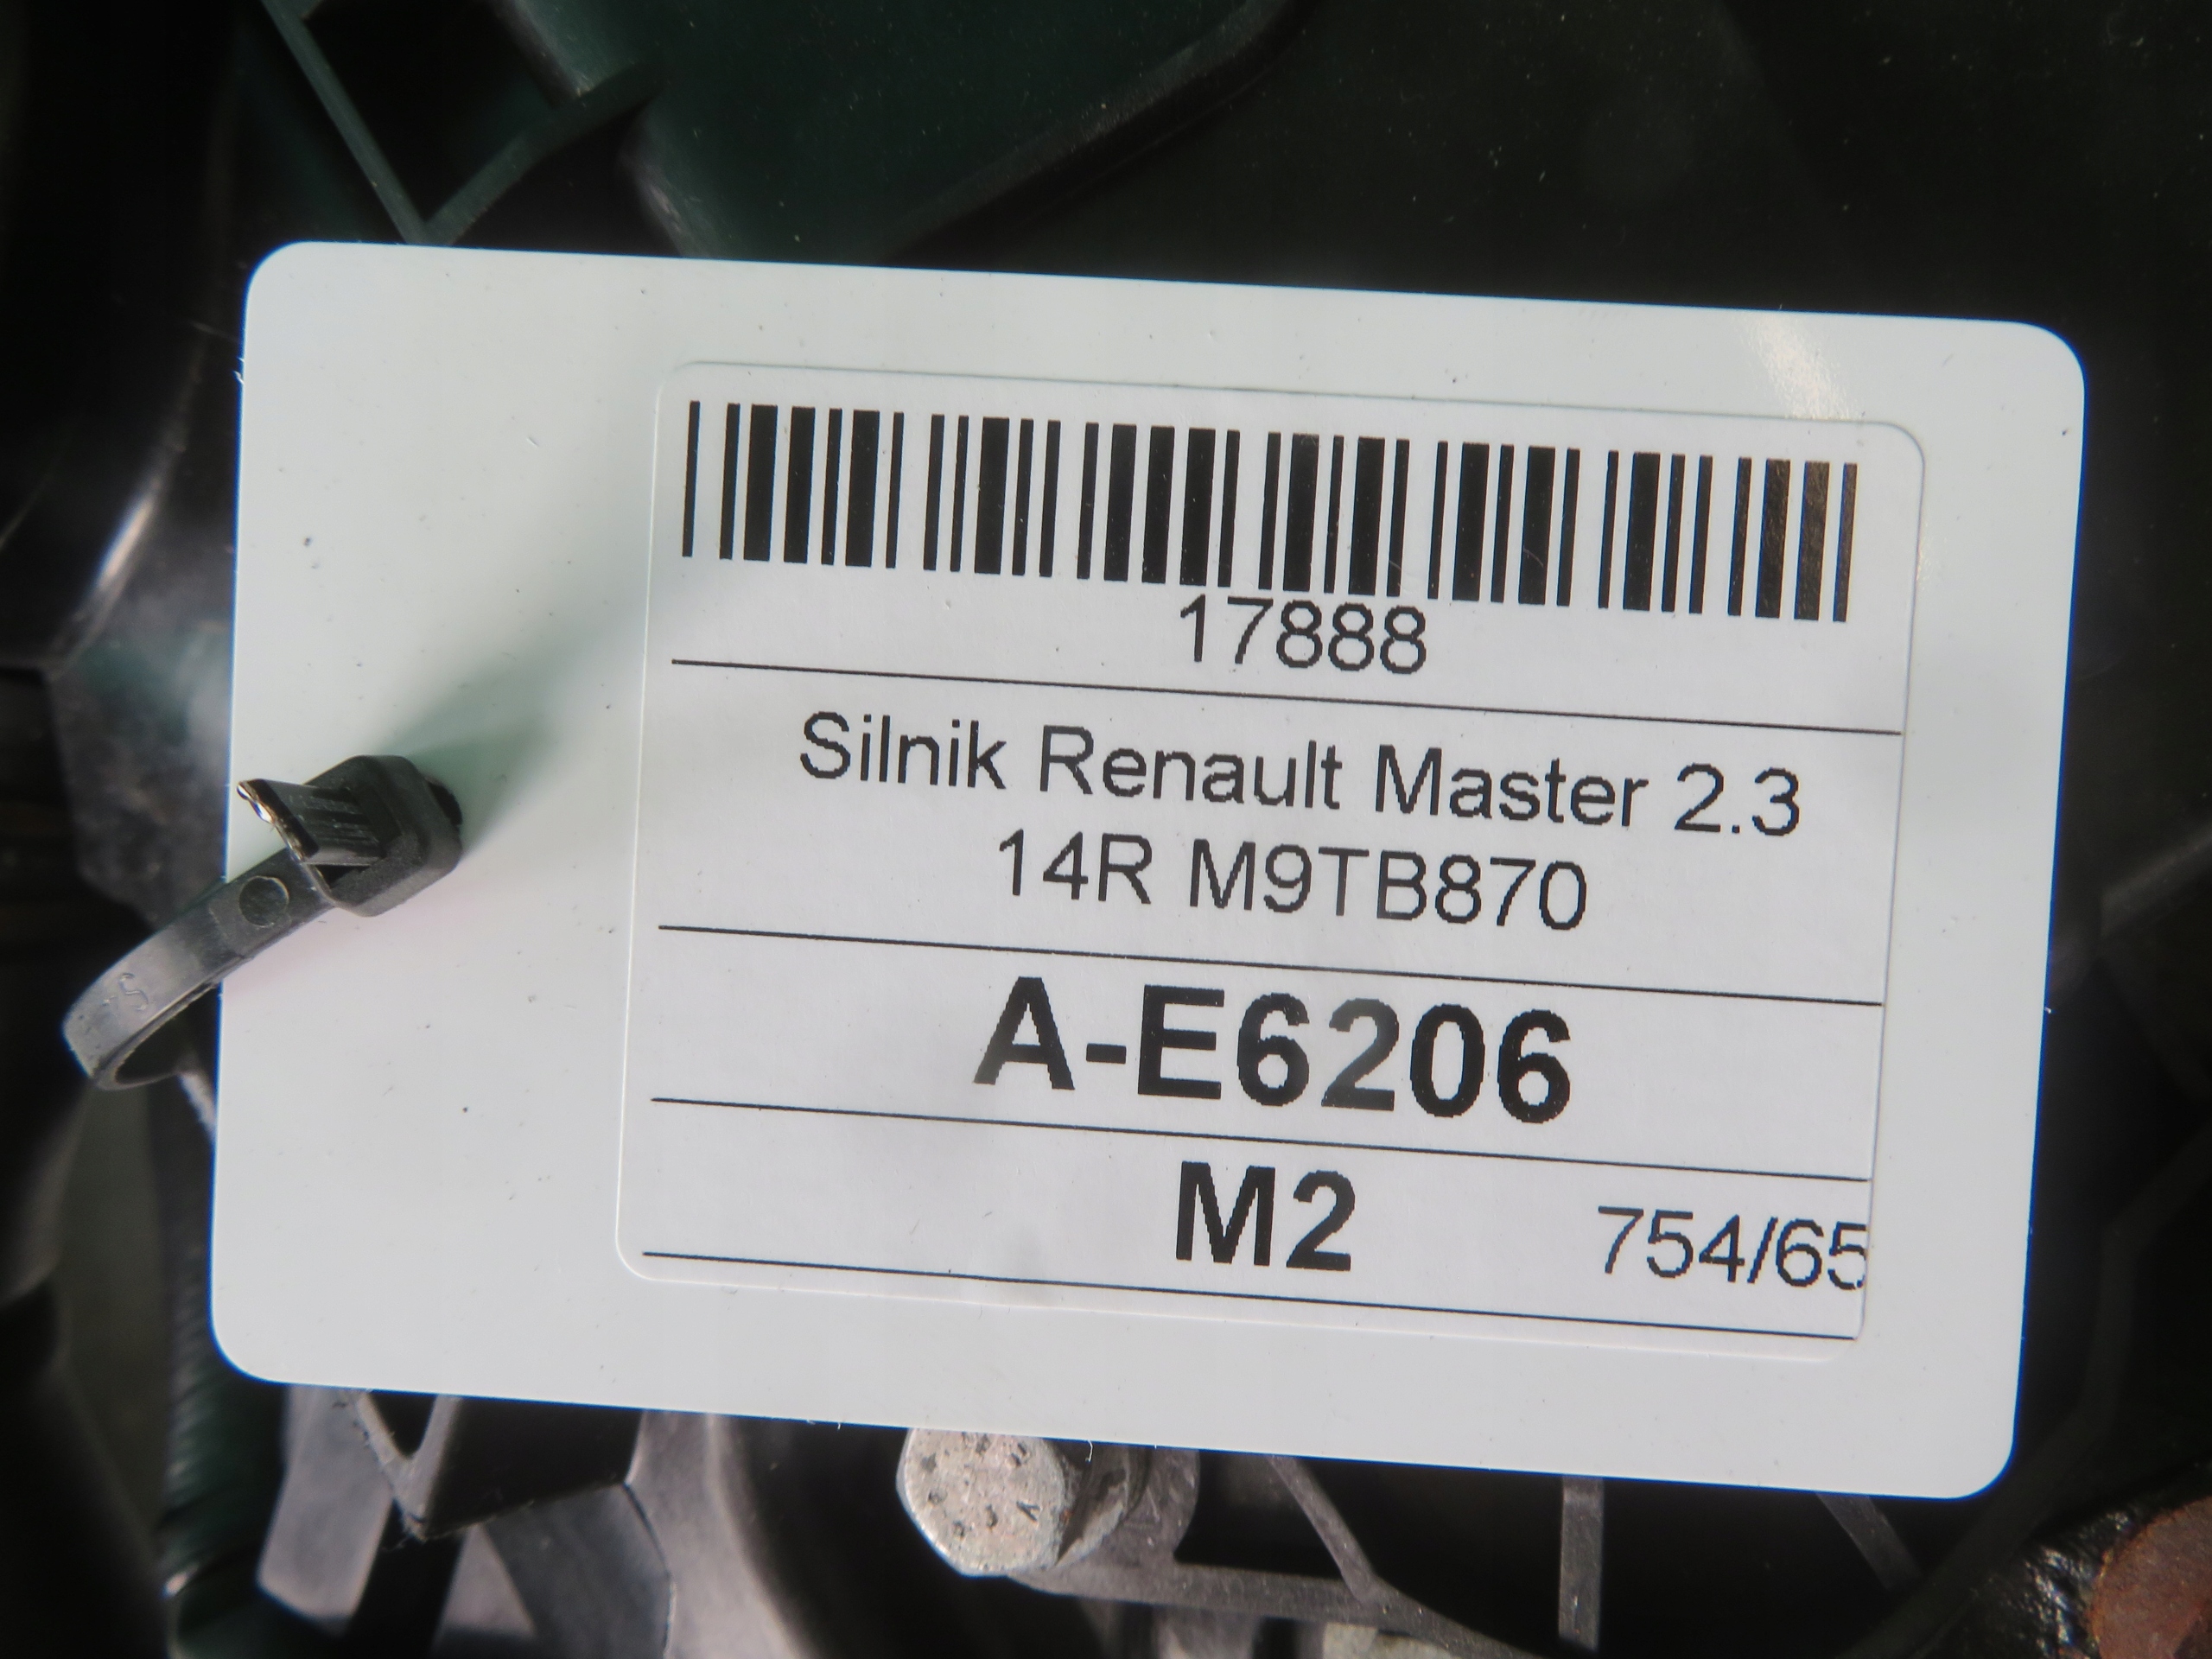 17888
Silnik Renault Master 2.3
14R M9TB870
A-E6206
M2 754/65